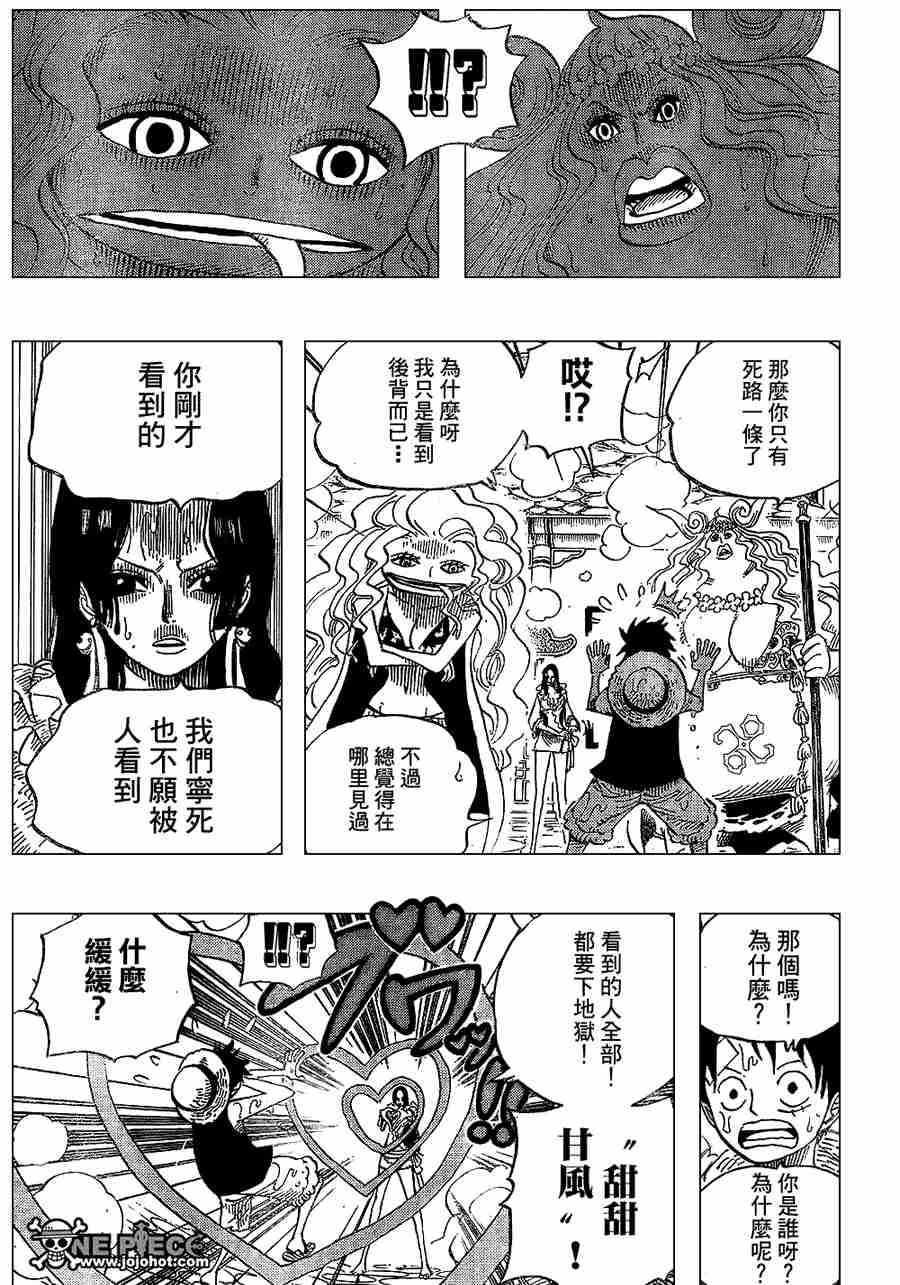 !!?
那麼你只有
死路一條了
哎!?
為什麼呀
我只是看到
後背而已…
不過
總覺得在
哪里見過
你剛才
看到的
我們寧死
也不願被
人看到
那個嗎!
為什麼?
你是誰呀?
為什麼呢?
看到的人全部!
都要下地獄!
〝甜甜
甘風〞!
!!?
什麼
緩緩?
ONE PIECE
www.jojohot.com